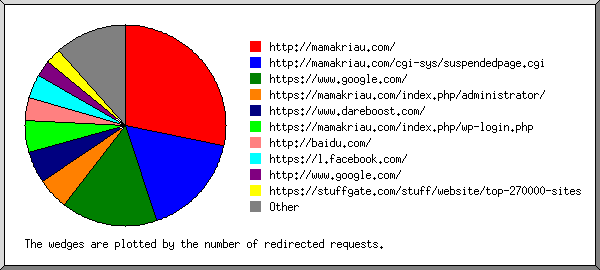 http://mamakriau.com/
http://mamakriau.com/cgi-sys/suspendedpage.cgi
https://www.google.com/
https://mamakriau.com/index.php/administrator/
https://www.dareboost.com/
https://mamakriau.com/index.php/wp-login.php
http://baidu.com/
https://l.facebook.com/
http://www.google.com/
https://stuffgate.com/stuff/website/top-270000-sites
Other
The wedges are plotted by the number of redirected requests.